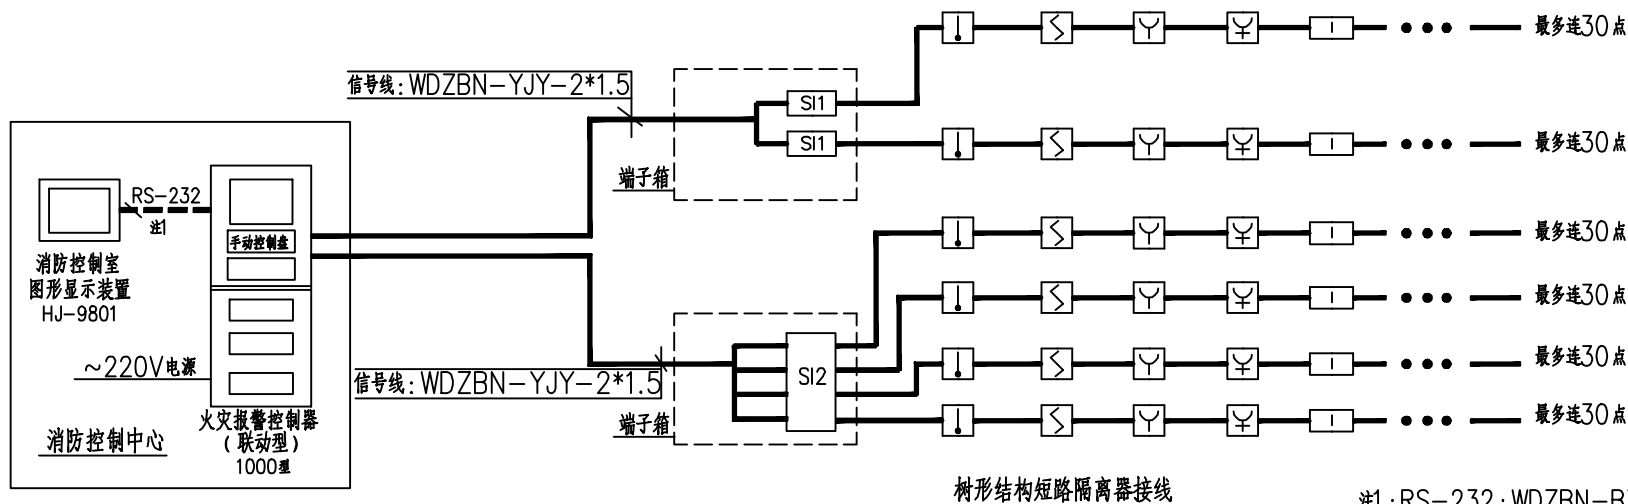 最多连30点
信号线:WDZBN-YJY-2*1.5
SI1
SI1
最多连30点
端子箱
RS-232
注1
手动控制盘
消防控制室
图形显示装置
HJ-9801
最多连30点
最多连30点
~220V电源
信号线:WDZBN-YJY-2*1.5
SI2
最多连30点
火灾报警控制器
(联动型)
1000型
消防控制中心
端子箱
最多连30点
树形结构短路隔离器接线
注1:RS-232:WDZBN-B